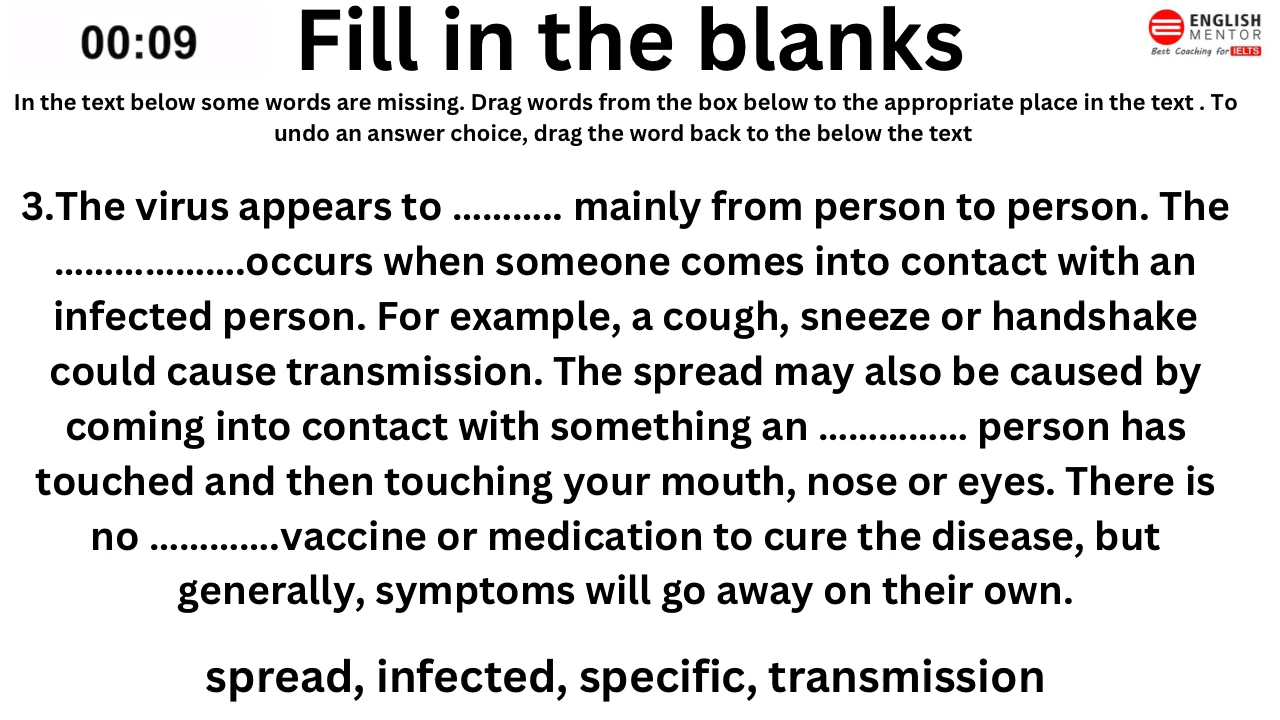 00:09
Fill in the blanks
ENGLISH
MENTOR
Best Coaching for IELTS
In the text below some words are missing. Drag words from the box below to the appropriate place in the text . To
undo an answer choice, drag the word back to the below the text
3.The virus appears to ........... mainly from person to person. The
...................occurs when someone comes into contact with an
infected person. For example, a cough, sneeze or handshake
could cause transmission. The spread may also be caused by
coming into contact with something an ............... person has
touched and then touching your mouth, nose or eyes. There is
no .............vaccine or medication to cure the disease, but
generally, symptoms will go away on their own.
spread, infected, specific, transmission